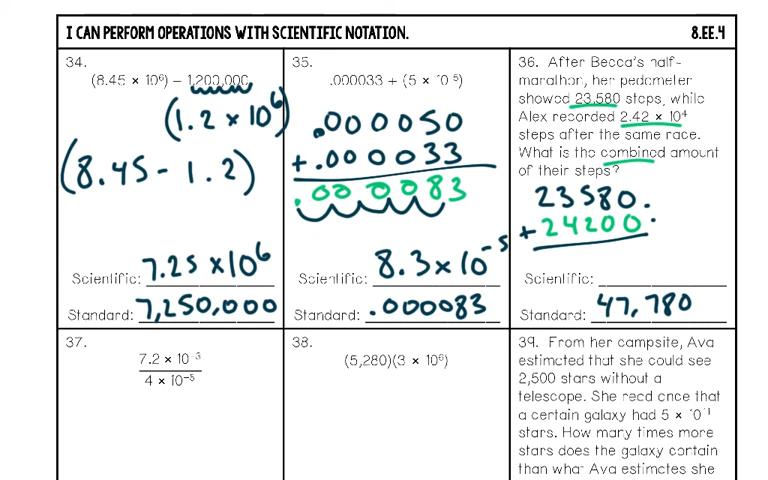 I CAN PERFORM OPERATIONS WITH SCIENTIFIC NOTATION. 8.EE.4
34.
(8.45 × 10⁶) − 1,200,000
(1.2 × 10⁶)
(8.45 - 1.2)
Scientific: 7.25 × 10⁶
Standard: 7,250,000
35.
.000033 + (5 × 10⁻⁵)
.000050
+ .000033
.000083
Scientific: 8.3 × 10⁻⁵
Standard: .000083
36. After Becca's half-
marathon, her pedometer
showed 23,580 steps, while
Alex recorded 2.42 × 10⁴
steps after the same race.
What is the combined amount
of their steps?
23580.
+ 24200.
Scientific:
Standard: 47,780
37.
7.2 × 10⁻³
4 × 10⁻⁵
38.
(5,280)(3 × 10⁶)
39. From her campsite, Ava
estimated that she could see
2,500 stars without a
telescope. She read once that
a certain galaxy had 5 × 10¹¹
stars. How many times more
stars does the galaxy contain
than what Ava estimates she